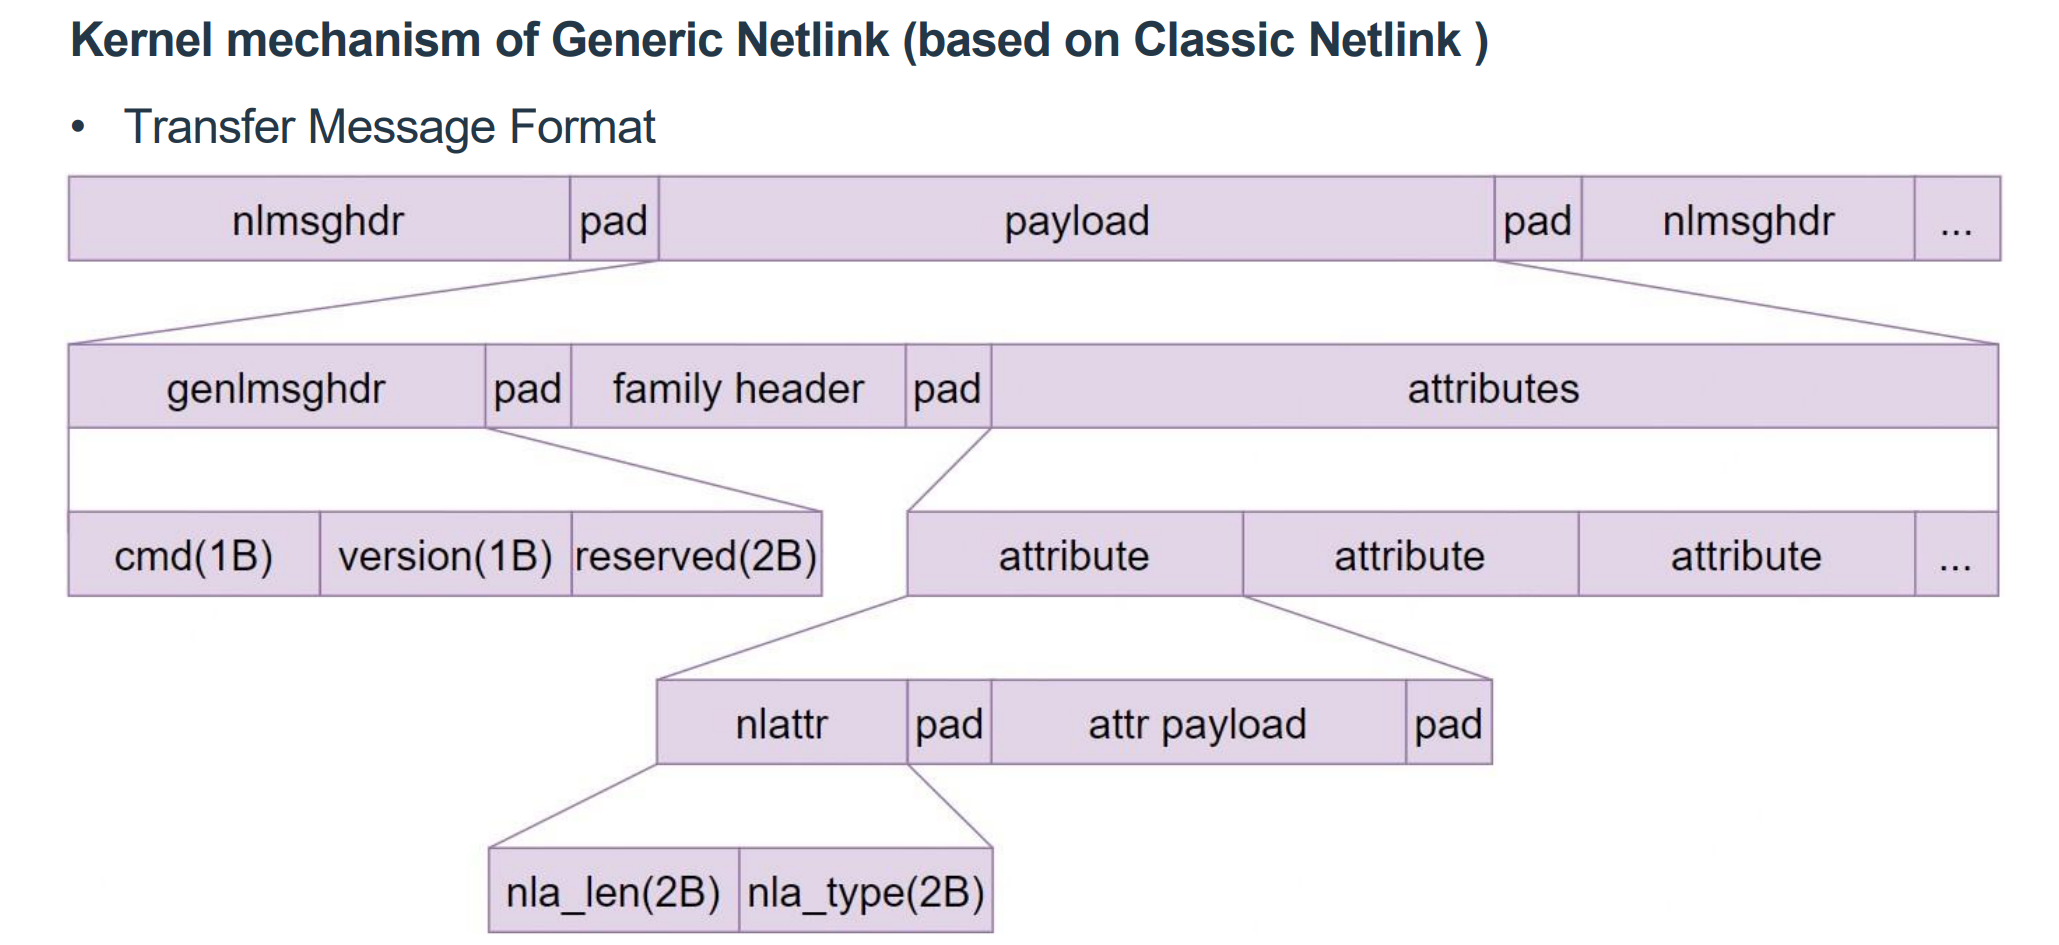 Kernel mechanism of Generic Netlink (based on Classic Netlink )
• Transfer Message Format
nlmsghdr pad payload pad nlmsghdr ...
genlmsghdr pad family header pad attributes
cmd(1B) version(1B) reserved(2B) attribute attribute attribute ...
nlattr pad attr payload pad
nla_len(2B) nla_type(2B)